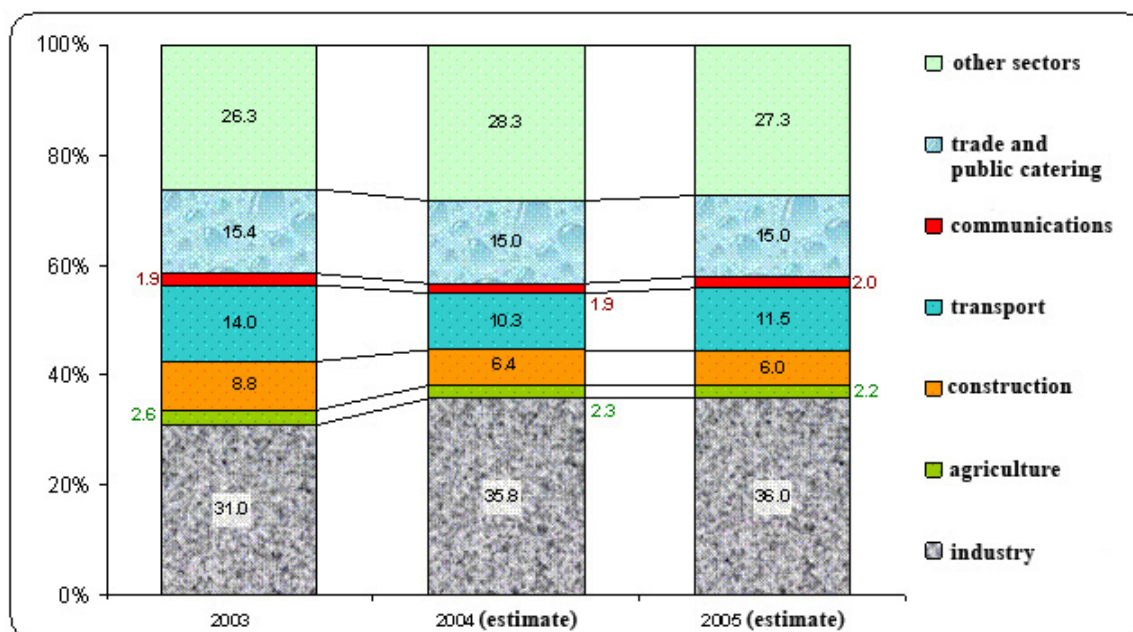 100%
80%
60%
40%
20%
0%
26.3
15.4
1.9
14.0
8.8
2.6
31.0
28.3
15.0
1.9
10.3
6.4
2.3
35.8
27.3
15.0
2.0
11.5
6.0
2.2
36.0
2003
2004 (estimate)
2005 (estimate)
other sectors
trade and
public catering
communications
transport
construction
agriculture
industry